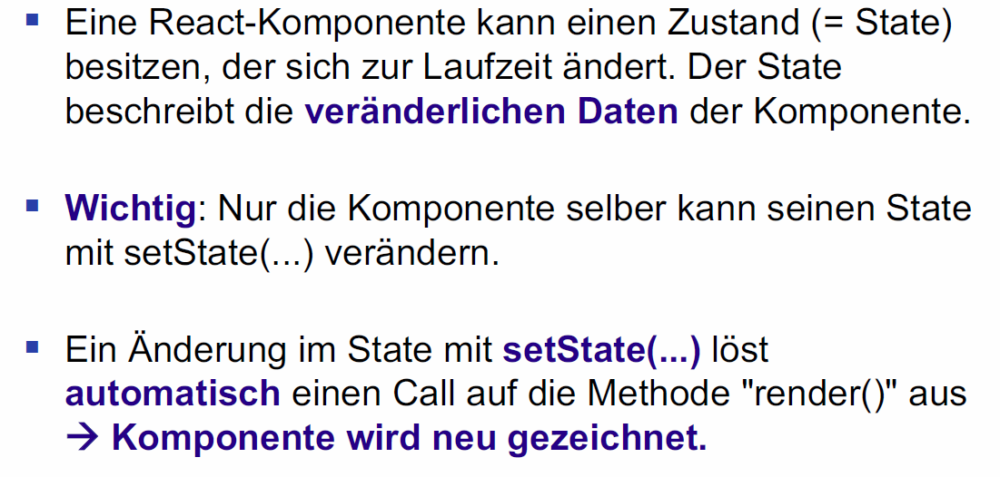 ▪ Eine React-Komponente kann einen Zustand (= State)
besitzen, der sich zur Laufzeit ändert. Der State
beschreibt die veränderlichen Daten der Komponente.
▪ Wichtig: Nur die Komponente selber kann seinen State
mit setState(...) verändern.
▪ Ein Änderung im State mit setState(...) löst
automatisch einen Call auf die Methode "render()" aus
→ Komponente wird neu gezeichnet.